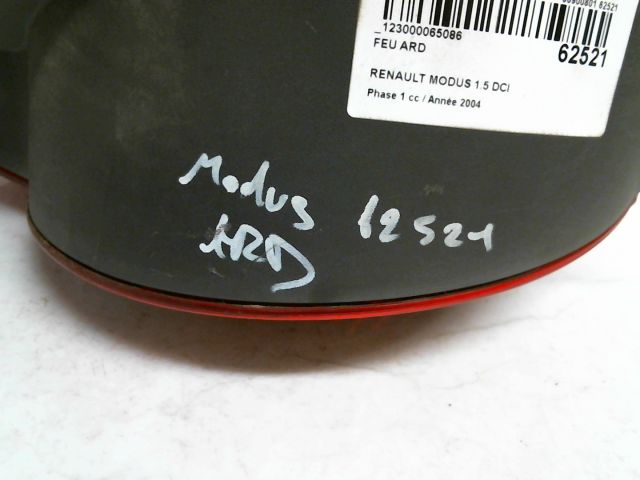 _123000065086
FEU ARD
62521
RENAULT MODUS 1.5 DCI
Phase 1 cc / Année 2004
Modus 62521
ARD